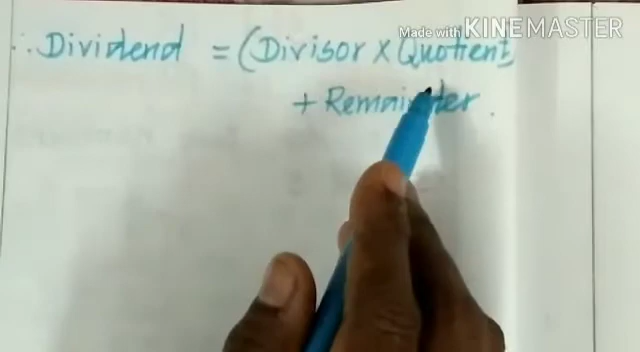 Made with KINEMASTER
∴ Dividend = (Divisor × Quotient)
+ Remainder.